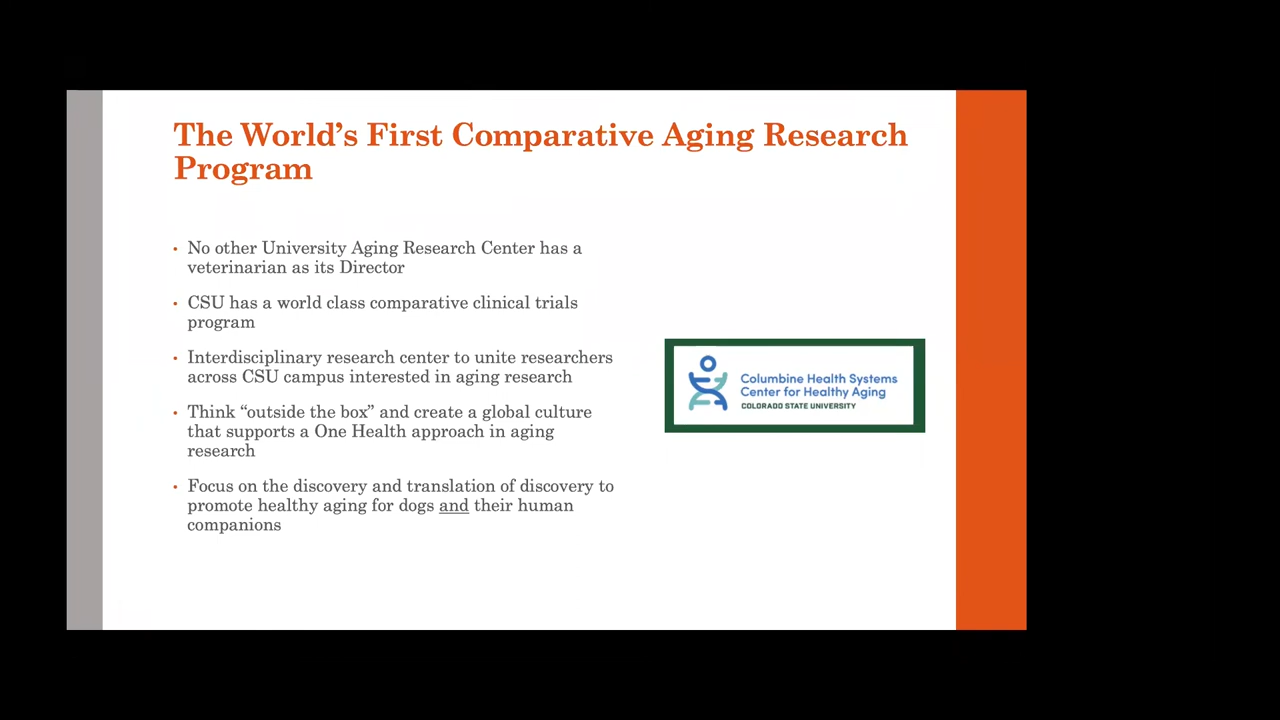 The World’s First Comparative Aging Research
Program
• No other University Aging Research Center has a
veterinarian as its Director
• CSU has a world class comparative clinical trials
program
• Interdisciplinary research center to unite researchers
across CSU campus interested in aging research
• Think “outside the box” and create a global culture
that supports a One Health approach in aging
research
• Focus on the discovery and translation of discovery to
promote healthy aging for dogs and their human
companions
Columbine Health Systems
Center for Healthy Aging
COLORADO STATE UNIVERSITY